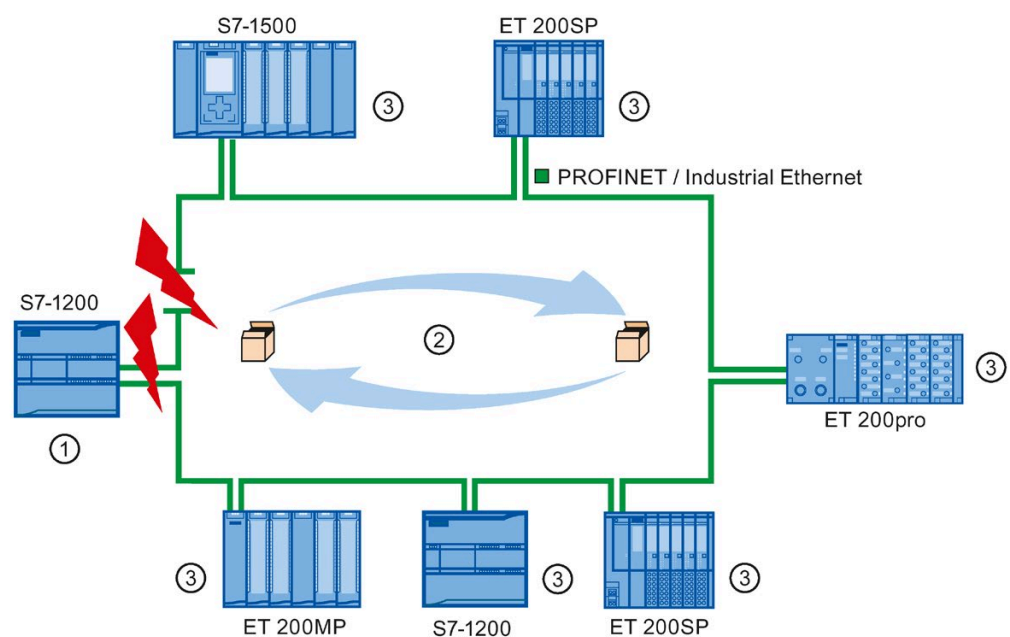 S7-1500
ET 200SP
③
③
PROFINET / Industrial Ethernet
S7-1200
②
③
ET 200pro
①
③
③
③
ET 200MP
S7-1200
ET 200SP